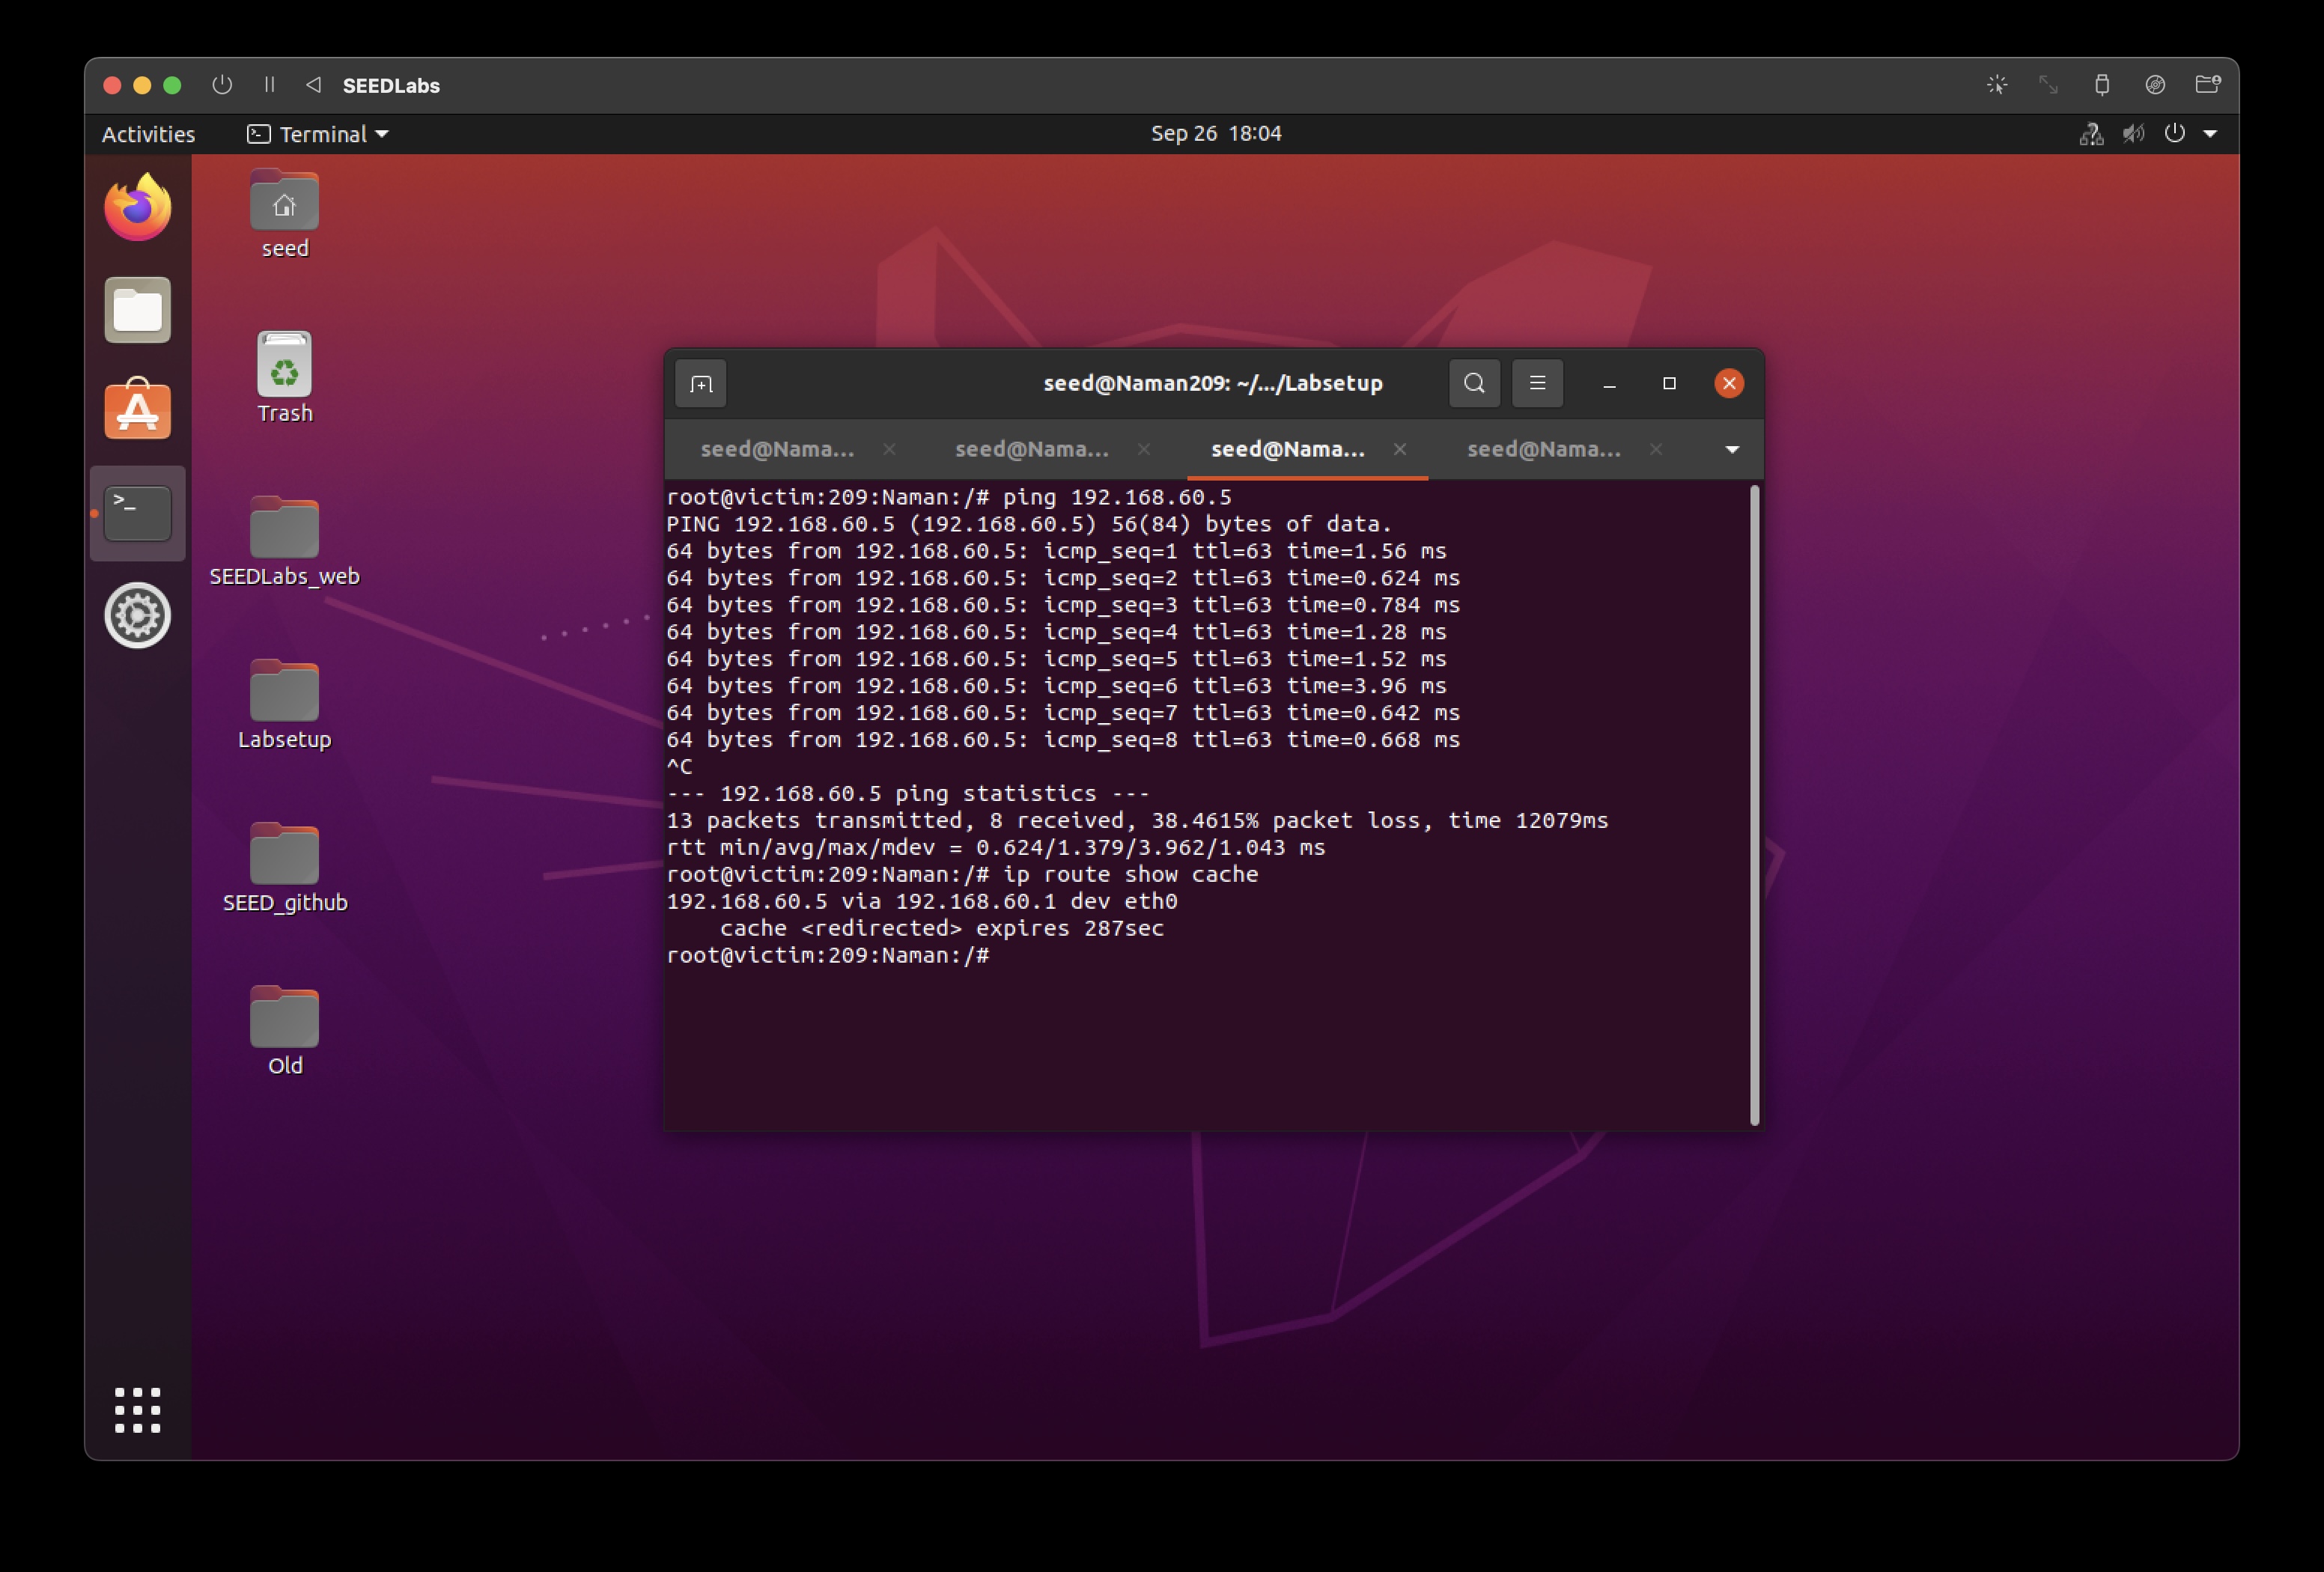 SEEDLabs
Activities
Terminal
Sep 26 18:04
seed
Trash
SEEDLabs_web
Labsetup
SEED_github
Old
seed@Naman209: ~/.../Labsetup
seed@Nama... seed@Nama... seed@Nama... seed@Nama...
root@victim:209:Naman:/# ping 192.168.60.5
PING 192.168.60.5 (192.168.60.5) 56(84) bytes of data.
64 bytes from 192.168.60.5: icmp_seq=1 ttl=63 time=1.56 ms
64 bytes from 192.168.60.5: icmp_seq=2 ttl=63 time=0.624 ms
64 bytes from 192.168.60.5: icmp_seq=3 ttl=63 time=0.784 ms
64 bytes from 192.168.60.5: icmp_seq=4 ttl=63 time=1.28 ms
64 bytes from 192.168.60.5: icmp_seq=5 ttl=63 time=1.52 ms
64 bytes from 192.168.60.5: icmp_seq=6 ttl=63 time=3.96 ms
64 bytes from 192.168.60.5: icmp_seq=7 ttl=63 time=0.642 ms
64 bytes from 192.168.60.5: icmp_seq=8 ttl=63 time=0.668 ms
^C
--- 192.168.60.5 ping statistics ---
13 packets transmitted, 8 received, 38.4615% packet loss, time 12079ms
rtt min/avg/max/mdev = 0.624/1.379/3.962/1.043 ms
root@victim:209:Naman:/# ip route show cache
192.168.60.5 via 192.168.60.1 dev eth0
    cache <redirected> expires 287sec
root@victim:209:Naman:/#